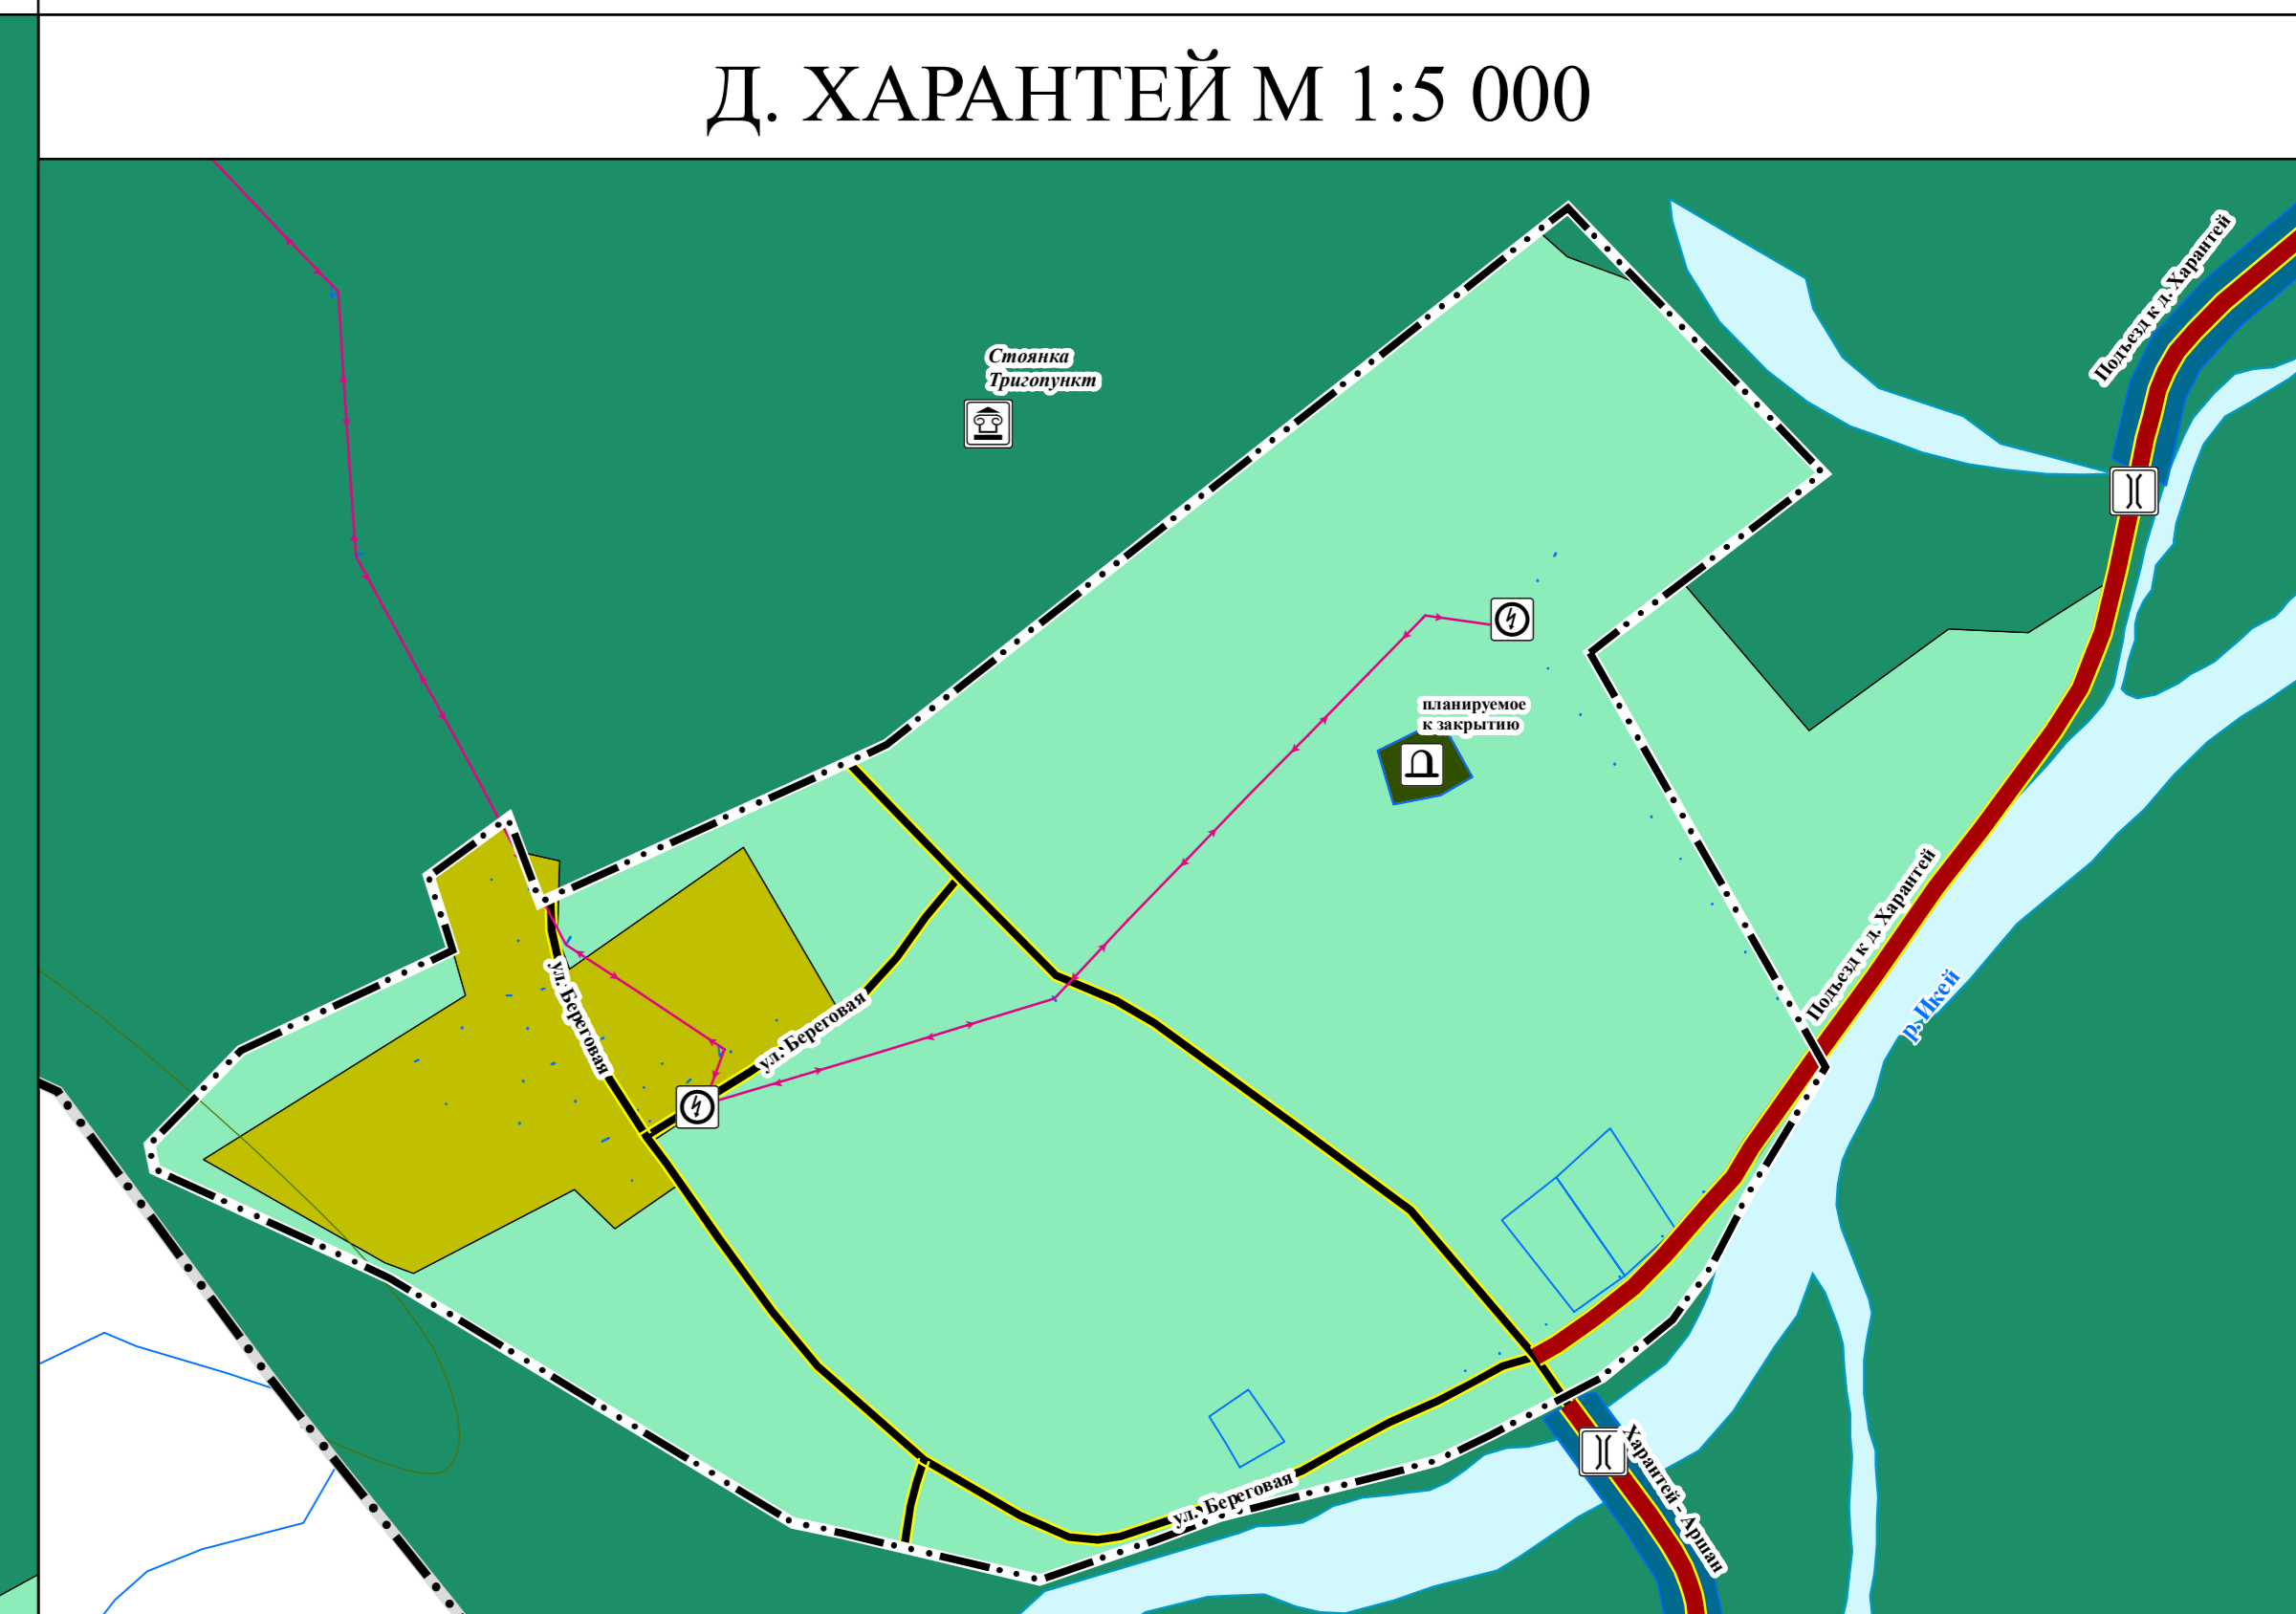 Д. ХАРАНТЕЙ М 1:5 000
Подъезд к д. Харантей
Стоянка
Тригопункт
планируемое
к закрытию
Подъезд к д. Харантей
р. Икей
ул. Береговая
ул. Береговая
ул. Береговая
Харантей - Аршан